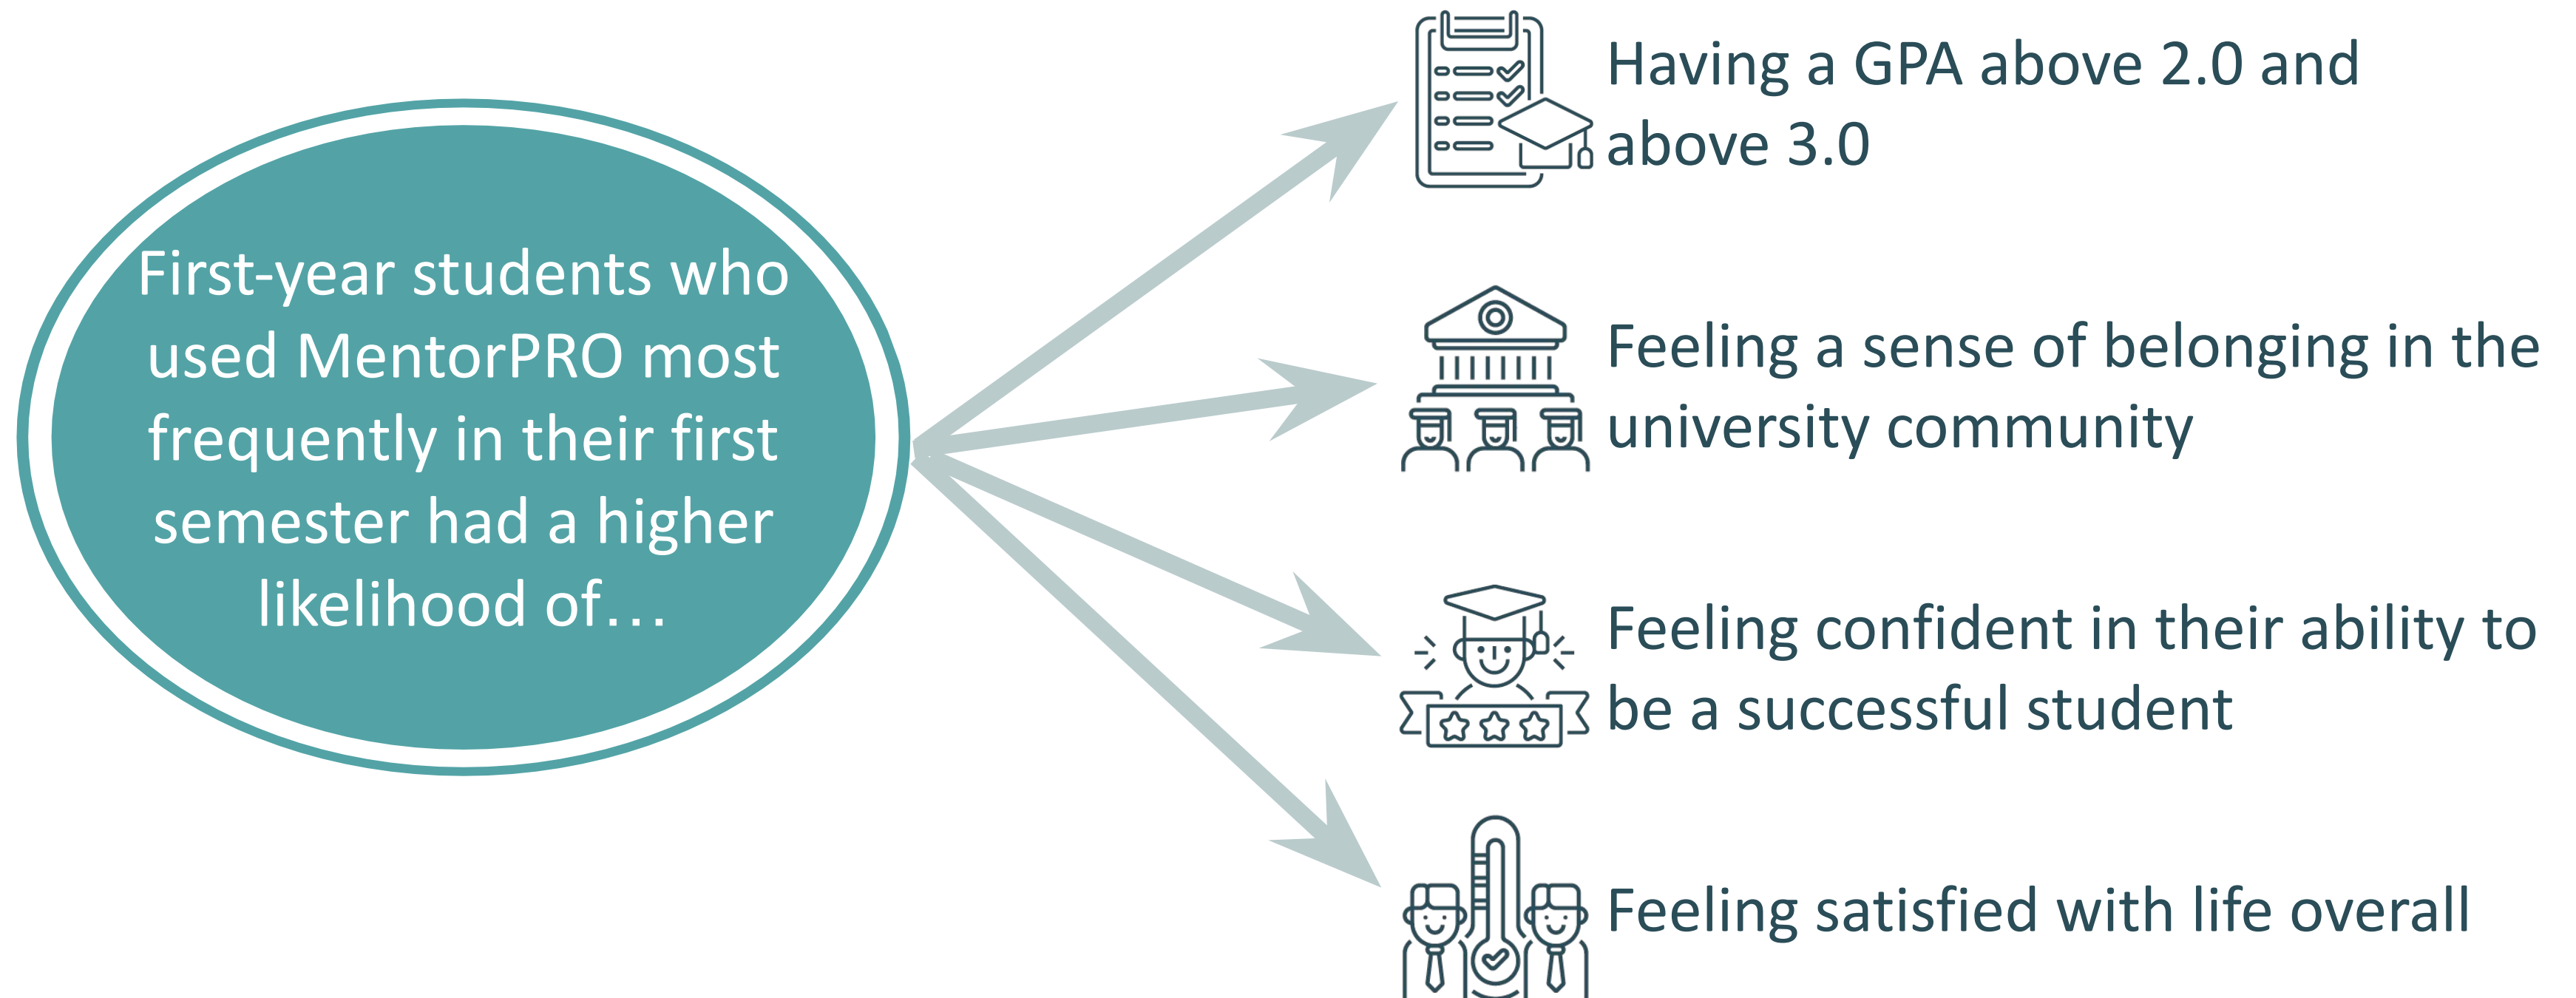 First-year students who
used MentorPRO most
frequently in their first
semester had a higher
likelihood of…
Having a GPA above 2.0 and
above 3.0
Feeling a sense of belonging in the
university community
Feeling confident in their ability to
be a successful student
Feeling satisfied with life overall